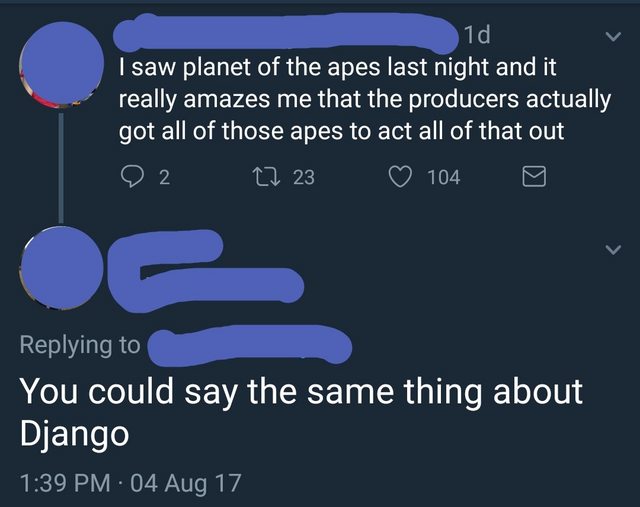 1d
I saw planet of the apes last night and it
really amazes me that the producers actually
got all of those apes to act all of that out
2 23 104
Replying to
You could say the same thing about
Django
1:39 PM · 04 Aug 17